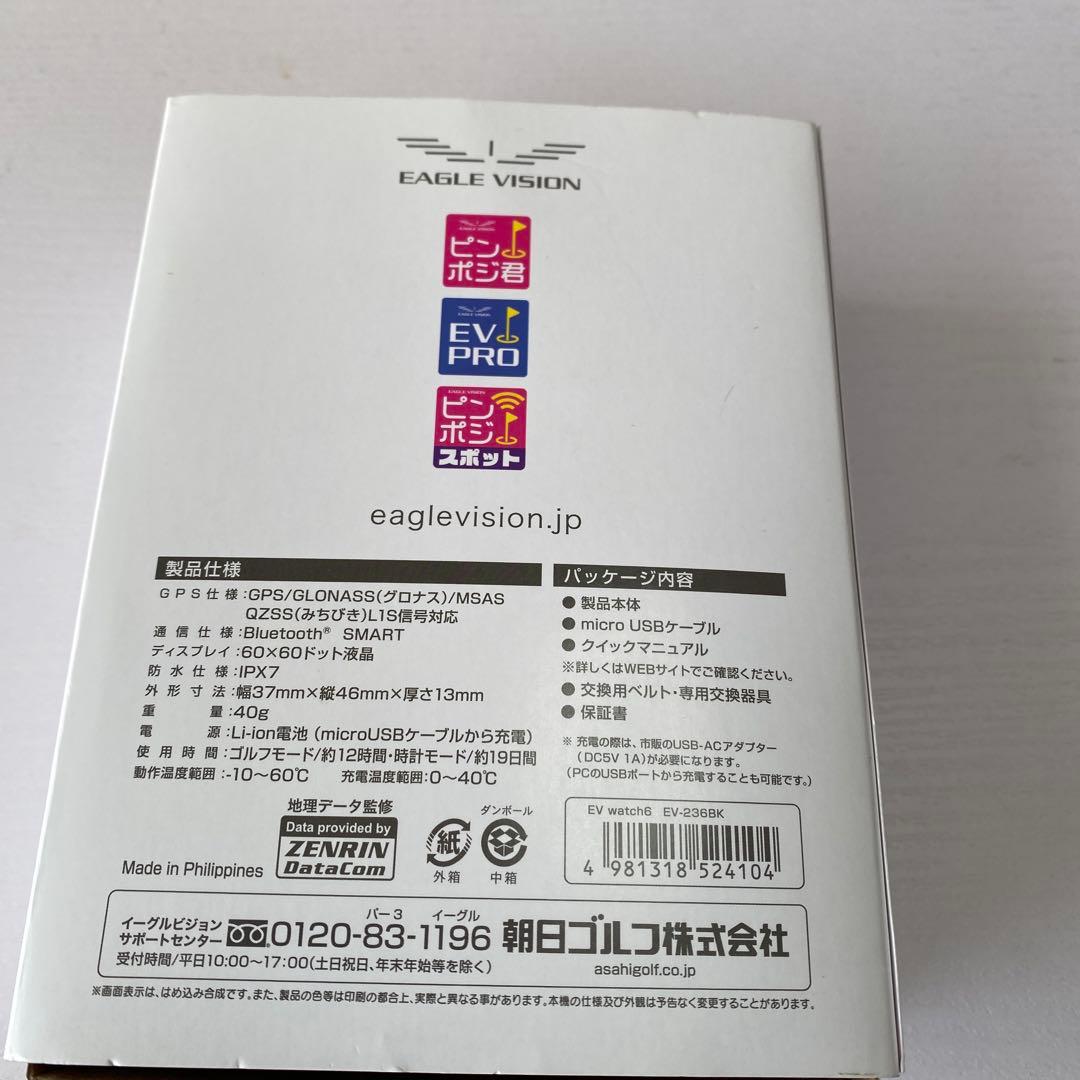 EAGLE VISION
EAGLE VISION
ピン
ポジ君
EAGLE VISION
EV
PRO
EAGLE VISION
ピン
ポジ
スポット
eaglevision.jp
製品仕様
GPS仕様:GPS/GLONASS(グロナス)/MSAS
QZSS(みちびき)L1S信号対応
通信仕様:Bluetooth® SMART
ディスプレイ:60×60ドット液晶
防水仕様:IPX7
外形寸法:幅37mm×縦46mm×厚さ13mm
重量:40g
電源:Li-ion電池(microUSBケーブルから充電)
使用時間:ゴルフモード/約12時間・時計モード/約19日間
動作温度範囲:-10〜60℃ 充電温度範囲:0〜40℃
パッケージ内容
● 製品本体
● micro USBケーブル
● クイックマニュアル
※詳しくはWEBサイトでご確認ください。
● 交換用ベルト・専用交換器具
● 保証書
※ 充電の際は、市販のUSB-ACアダプター
(DC5V 1A)が必要になります。
(PCのUSBポートから充電することも可能です。)
地理データ監修
Data provided by
ZENRIN
DataCom
Made in Philippines
紙
外箱
ダンボール
中箱
EV watch6 EV-236BK
4 981318 524104
イーグルビジョン
サポートセンター
パー3 イーグル
0120-83-1196
受付時間/平日10:00〜17:00(土日祝日、年末年始等を除く)
朝日ゴルフ株式会社
asahigolf.co.jp
※画面表示は、はめ込み合成です。また、製品の色等は印刷の都合上、実際と異なる事があります。本機の仕様及び外観は予告なく変更することがあります。